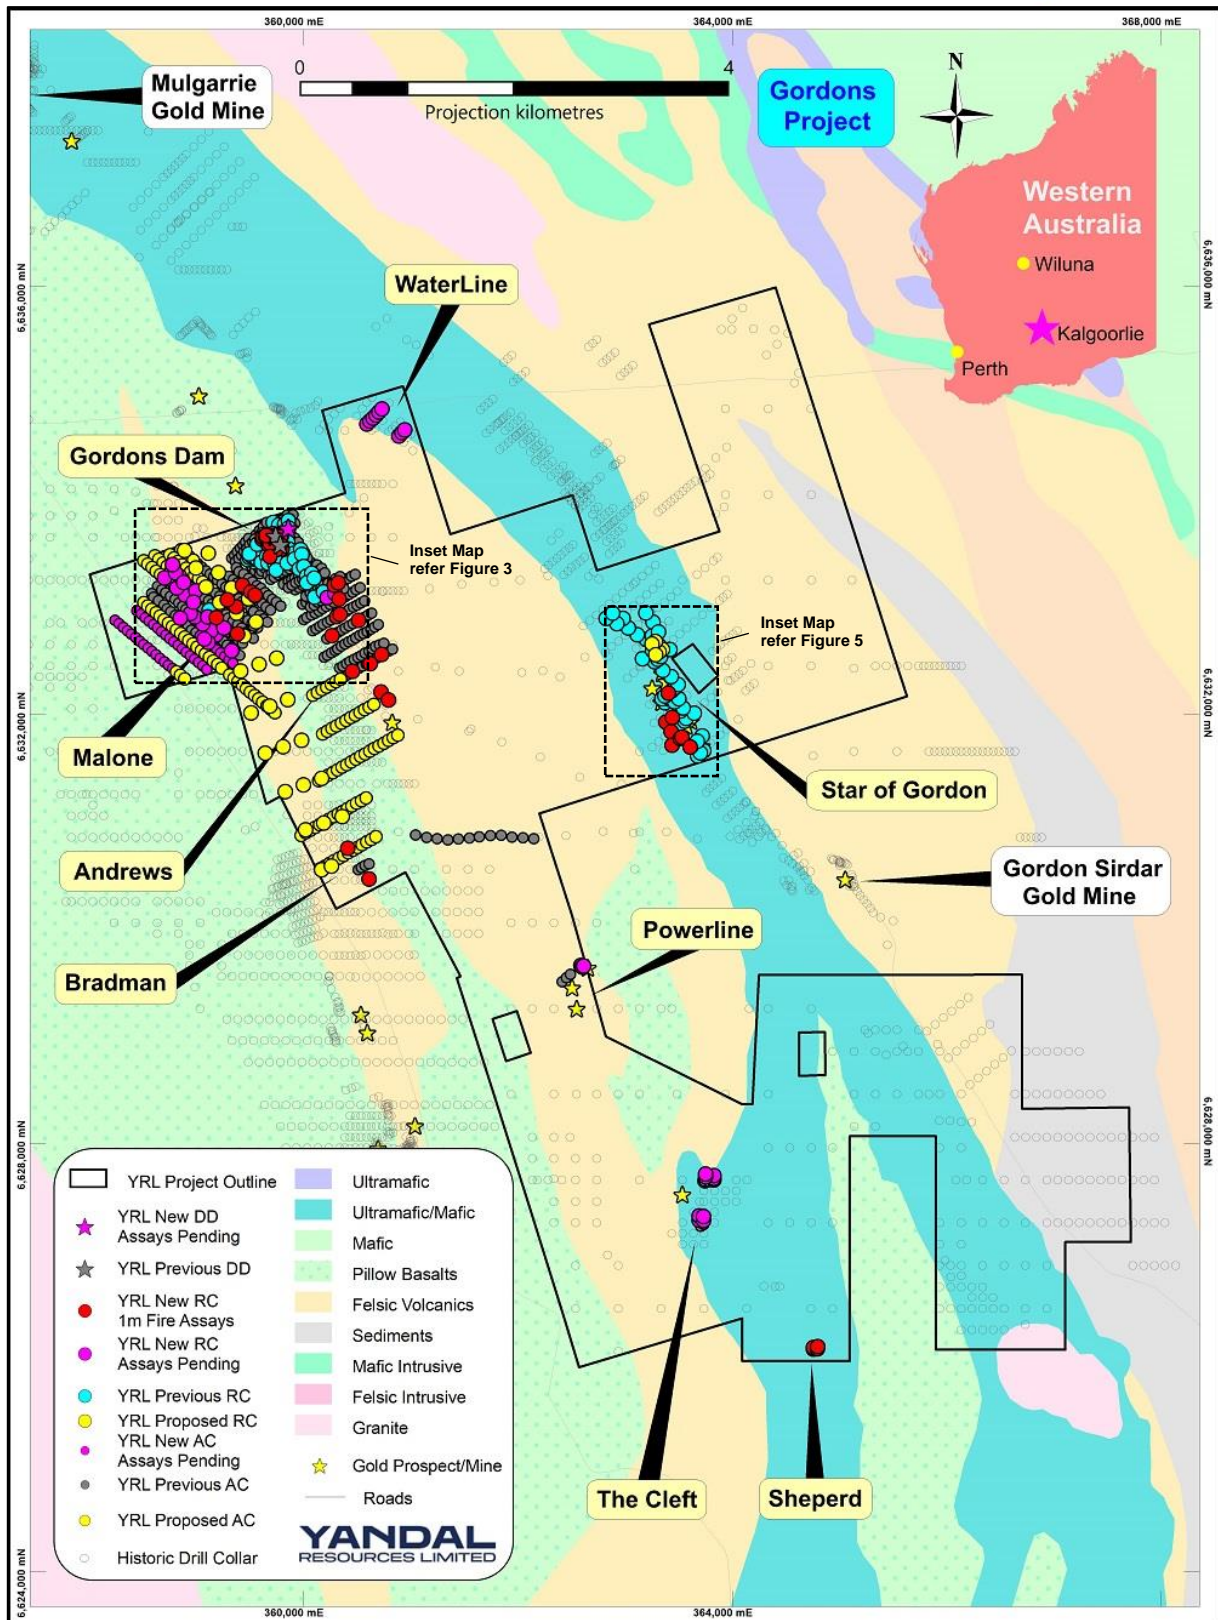 360,000 mE
364,000 mE
368,000 mE
Mulgarrie
Gold Mine
0
4
Projection kilometres
Gordons
Project
N
Western
Australia
Wiluna
Kalgoorlie
Perth
6,636,000 mN
6,636,000 mN
WaterLine
Gordons Dam
Inset Map
refer Figure 3
Inset Map
refer Figure 5
6,632,000 mN
6,632,000 mN
Malone
Star of Gordon
Andrews
Gordon Sirdar
Gold Mine
Powerline
Bradman
6,628,000 mN
6,628,000 mN
YRL Project Outline
YRL New DD
Assays Pending
YRL Previous DD
YRL New RC
1m Fire Assays
YRL New RC
Assays Pending
YRL Previous RC
YRL Proposed RC
YRL New AC
Assays Pending
YRL Previous AC
YRL Proposed AC
Historic Drill Collar
Ultramafic
Ultramafic/Mafic
Mafic
Pillow Basalts
Felsic Volcanics
Sediments
Mafic Intrusive
Felsic Intrusive
Granite
Gold Prospect/Mine
Roads
YANDAL
RESOURCES LIMITED
The Cleft
Sheperd
6,624,000 mN
360,000 mE
364,000 mE